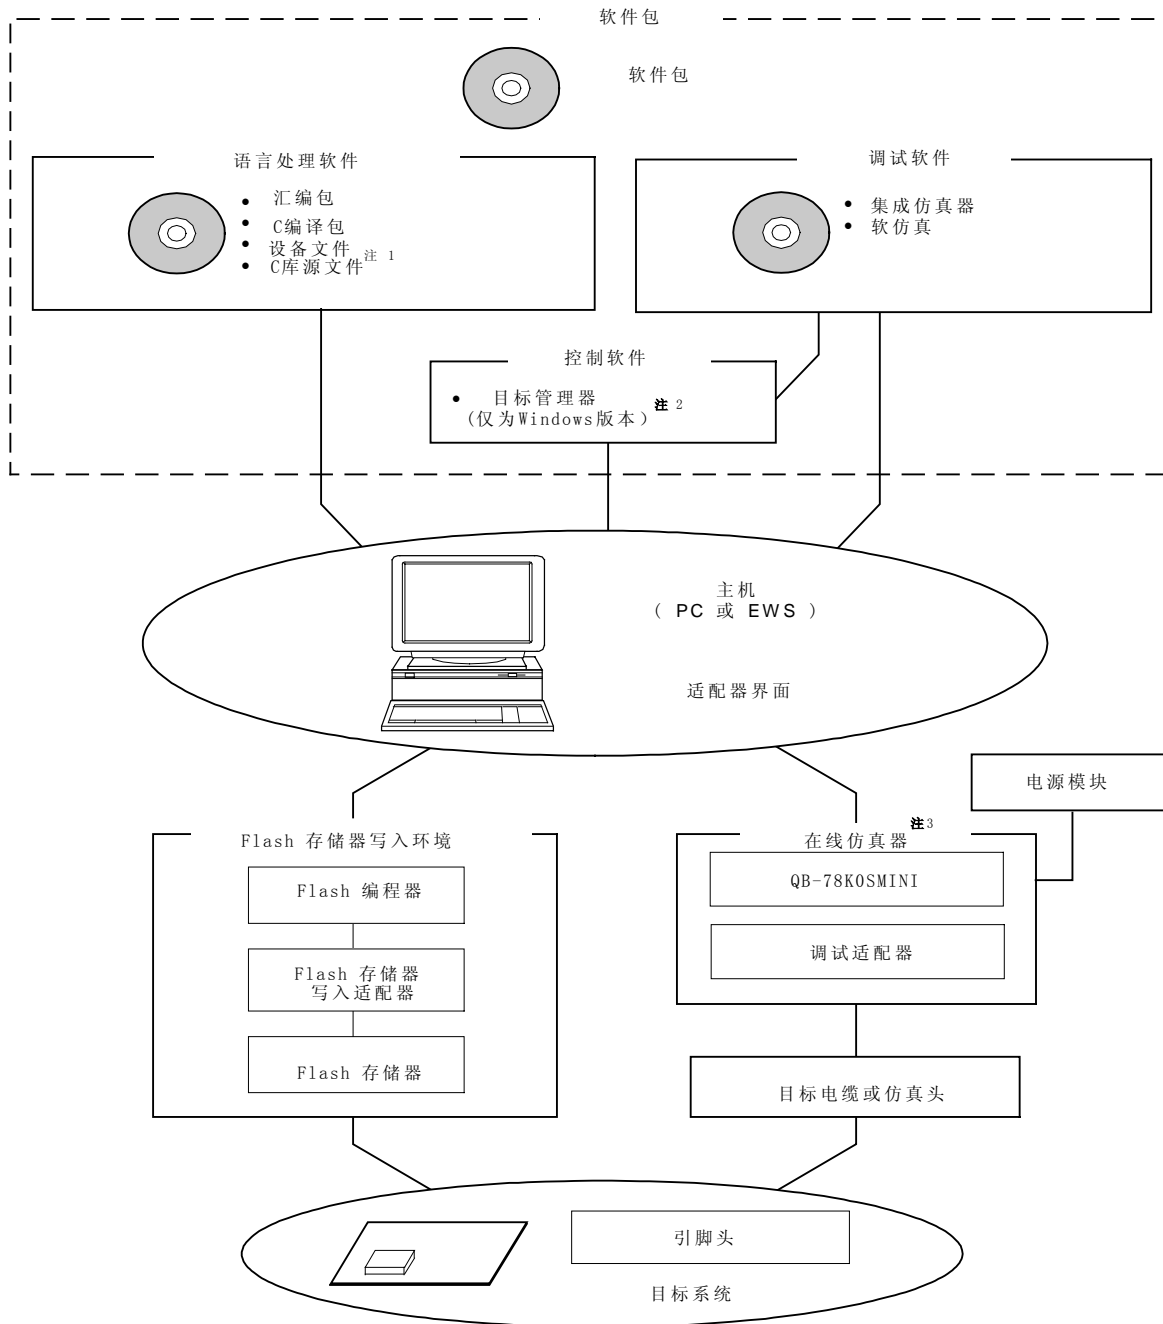 软件包
软件包
语言处理软件
• 汇编包
• C编译包
• 设备文件 注 1
• C库源文件
调试软件
• 集成仿真器
• 软仿真
控制软件
• 目标管理器 注 2
(仅为Windows版本)
主机
( PC 或 EWS )
适配器界面
电源模块
Flash 存储器写入环境
Flash 编程器
Flash 存储器
写入适配器
Flash 存储器
在线仿真器 注3
QB-78K0SMINI
调试适配器
目标电缆或仿真头
引脚头
目标系统